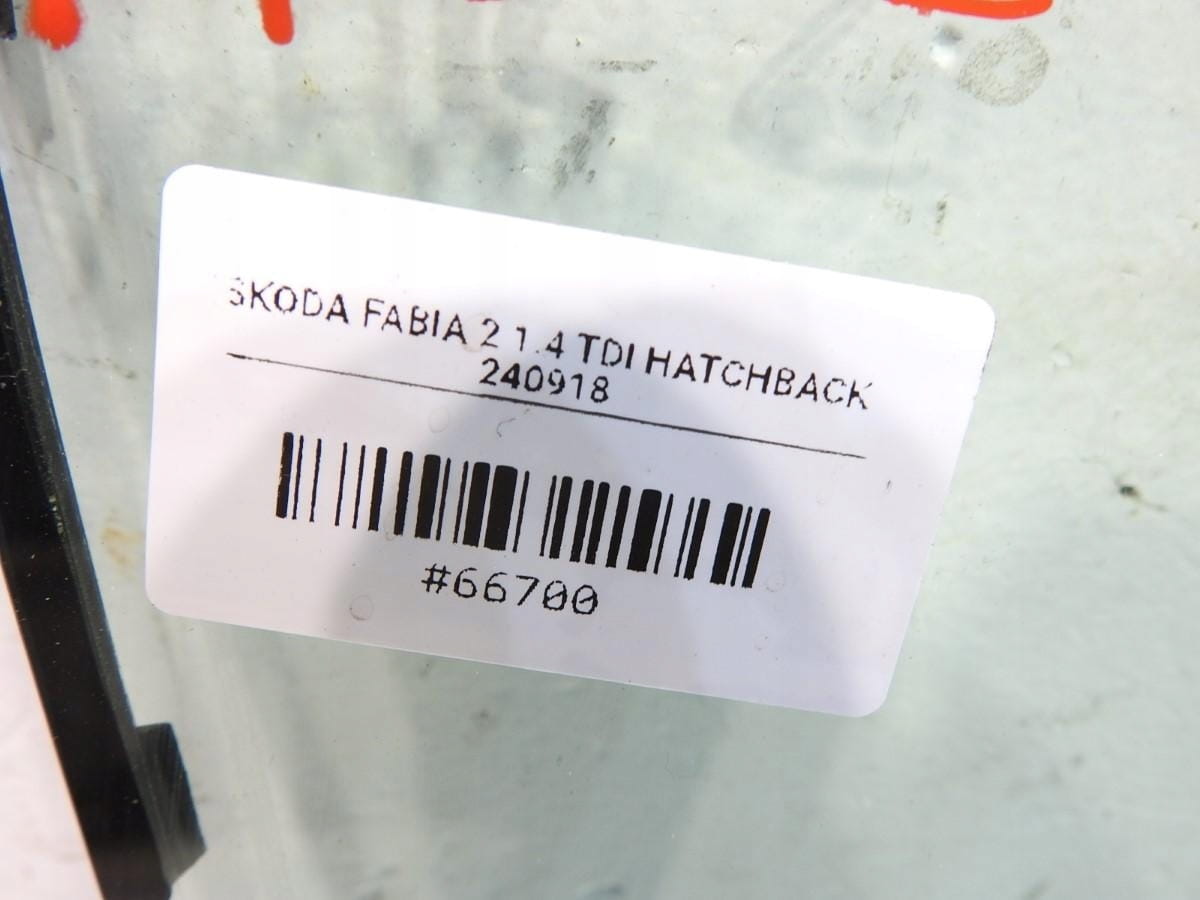 SKODA FABIA 2 1.4 TDI HATCHBACK
240918
#66700